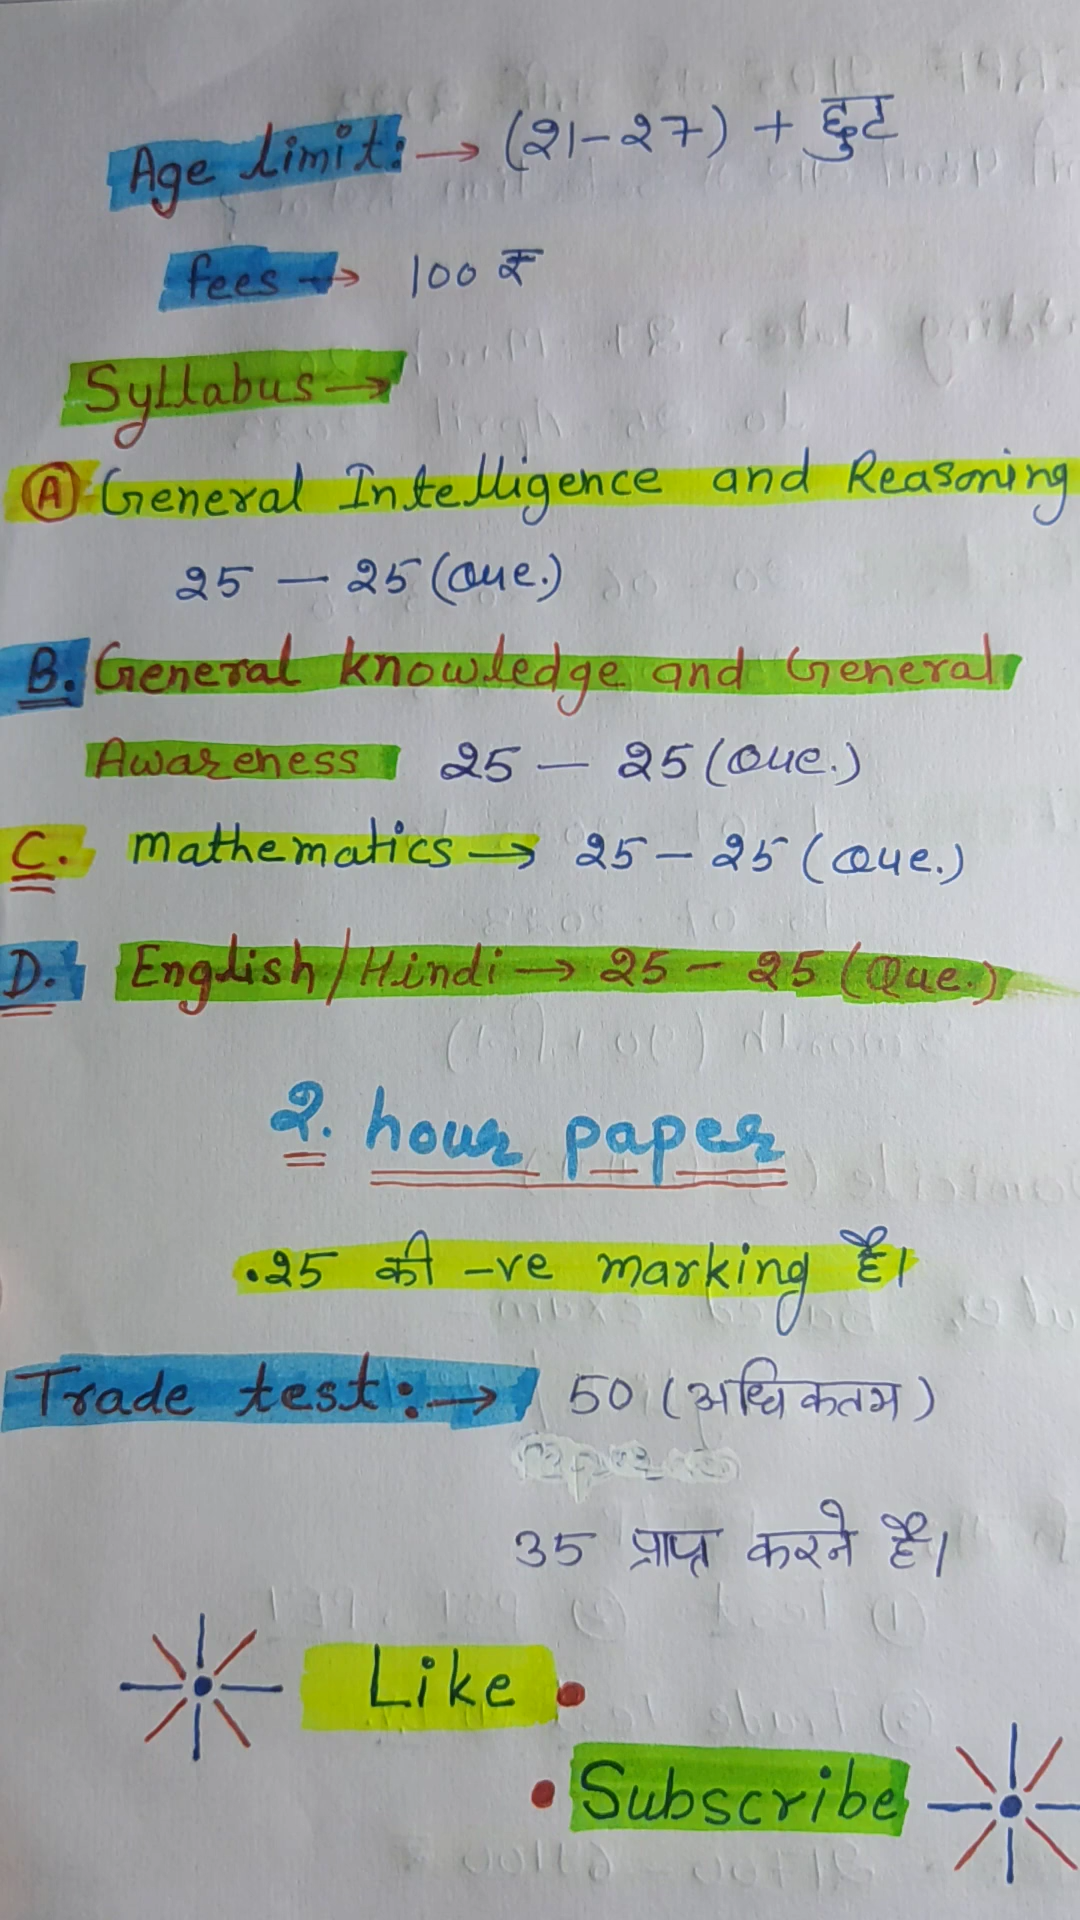 Age limit :→ (21-27) + छुट
fees → 100 ₹
Syllabus →
(A) General Intelligence and Reasoning
25 — 25 (Que.)
B. General knowledge and General
Awareness 25 — 25 (Que.)
C. mathematics → 25 - 25 (Que.)
D. English/Hindi → 25 - 25 (Que.)
2. hour paper
.25 की -ve marking है।
Trade test :→ 50 (अधिकतम)
35 प्राप्त करने है।
Like
Subscribe